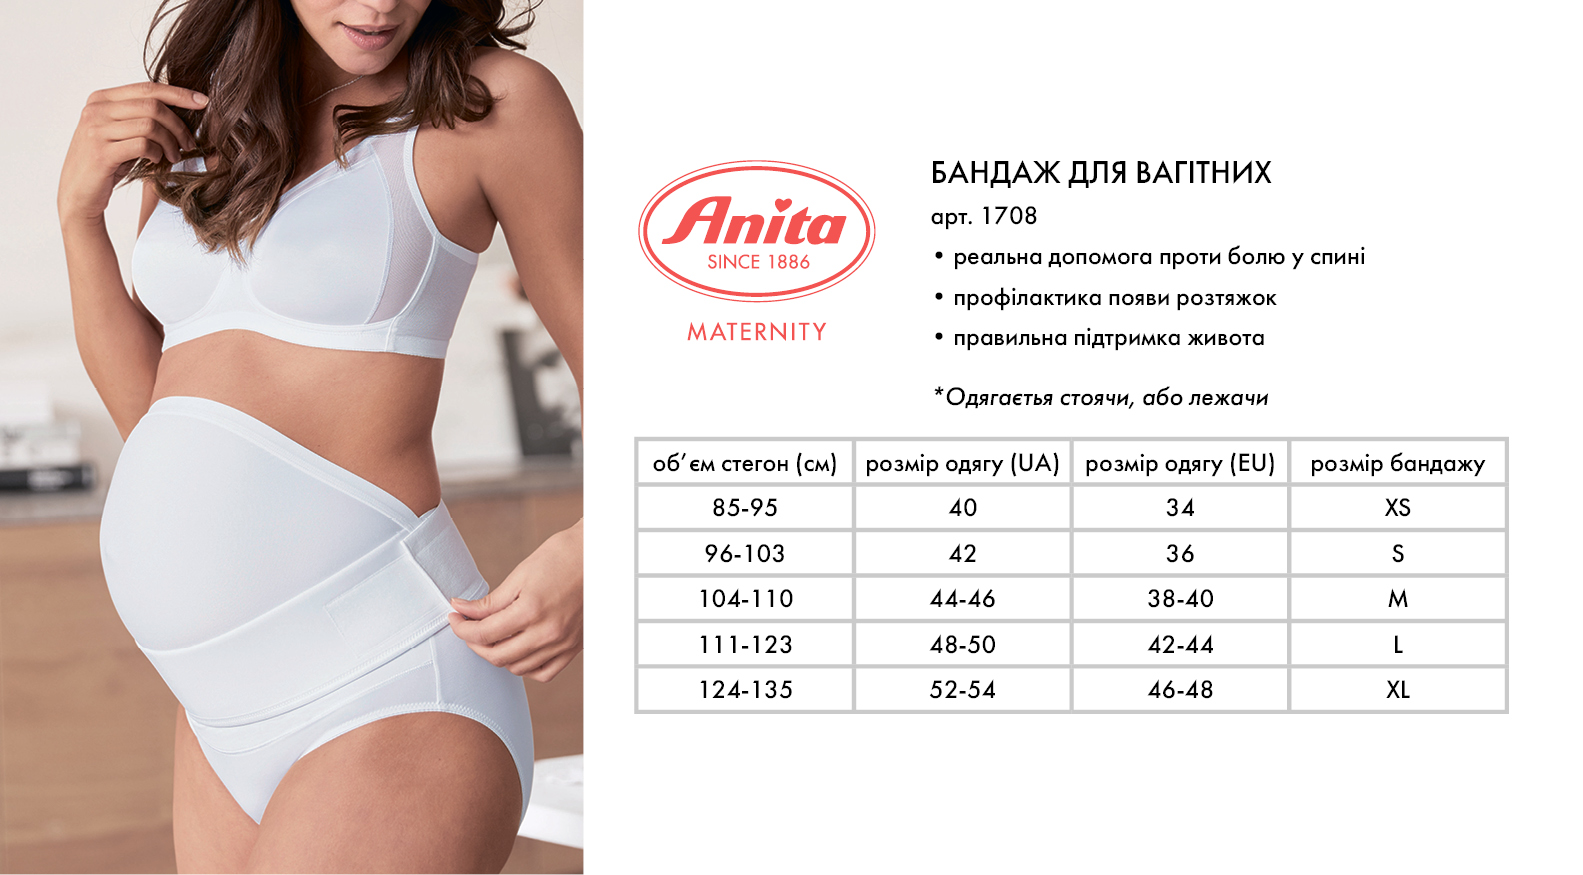 Anita
SINCE 1886
MATERNITY
БАНДАЖ ДЛЯ ВАГІТНИХ
арт. 1708
• реальна допомога проти болю у спині
• профілактика появи розтяжок
• правильна підтримка живота
*Одягаєтья стоячи, або лежачи
об’єм стегон (см) розмір одягу (UA) розмір одягу (EU) розмір бандажу
85-95 40 34 XS
96-103 42 36 S
104-110 44-46 38-40 M
111-123 48-50 42-44 L
124-135 52-54 46-48 XL